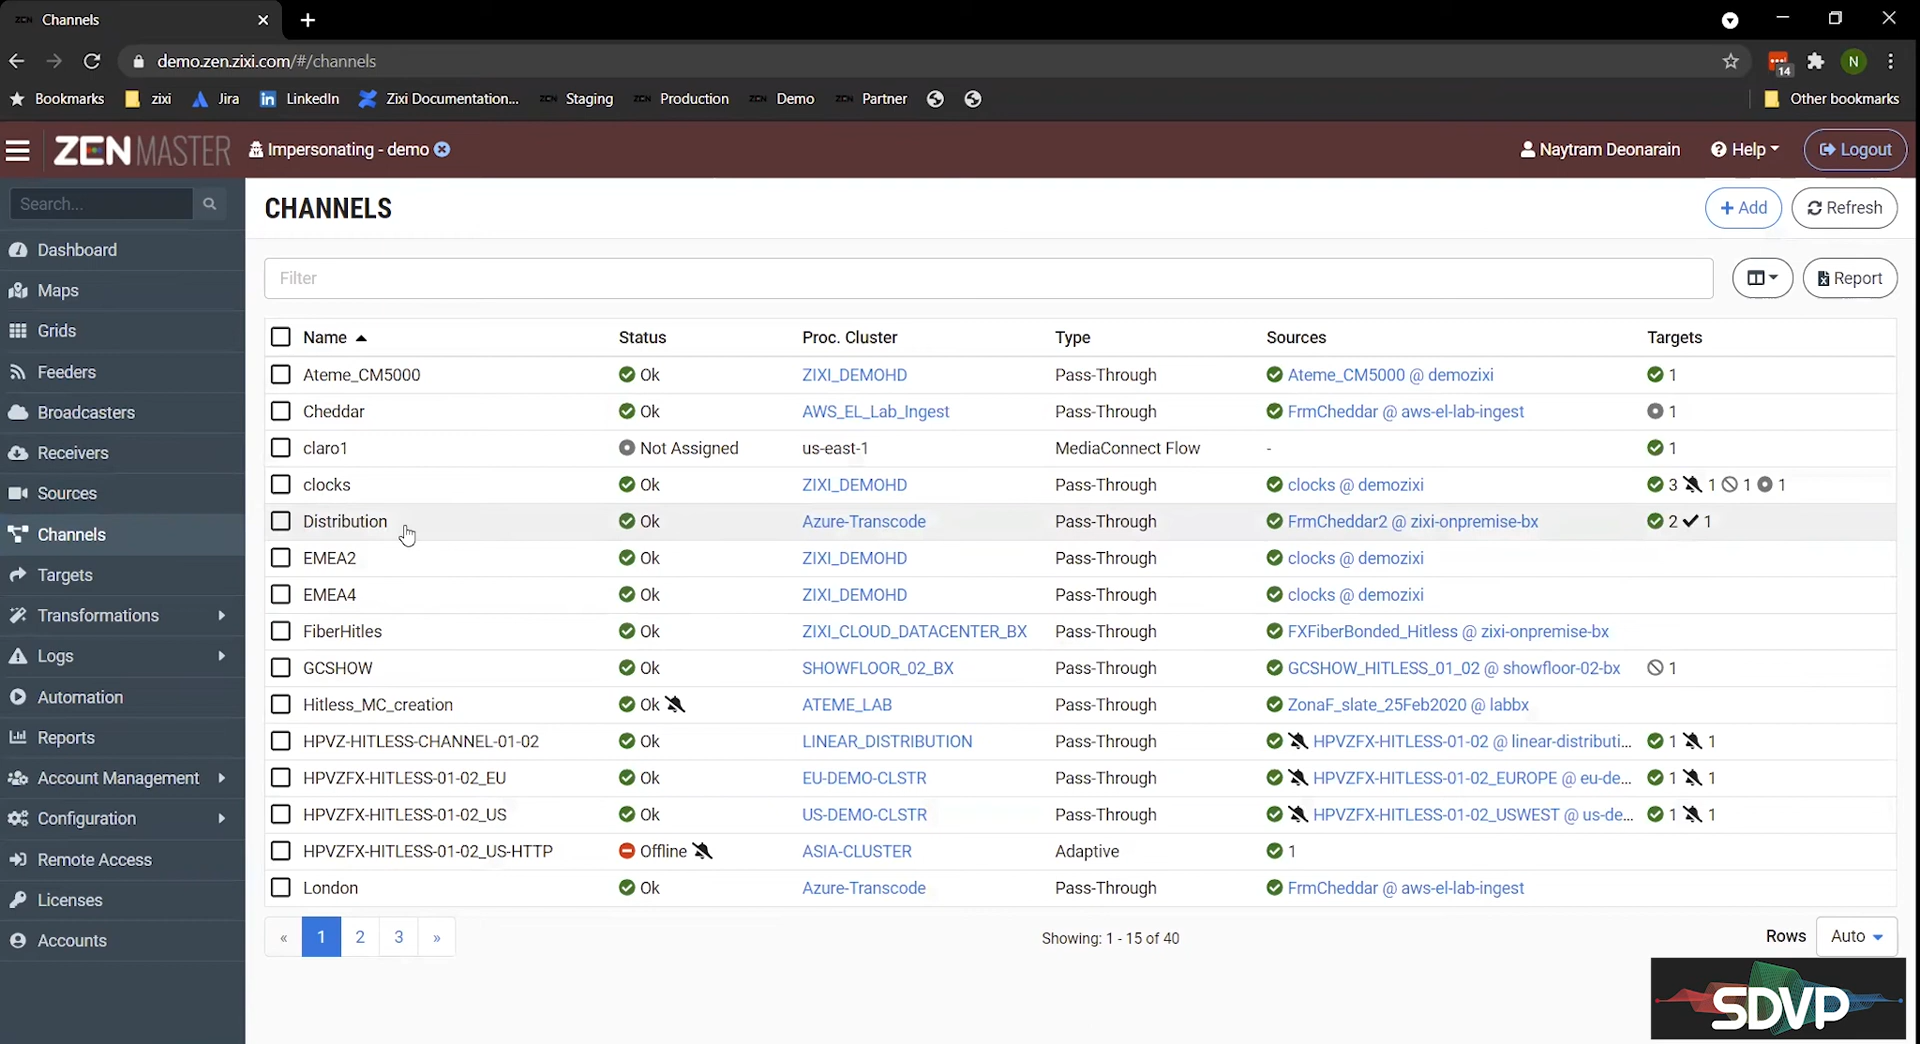 ZEN Channels
demo.zen.zixi.com/#/channels
14
N
Bookmarks zixi Jira LinkedIn Zixi Documentation... ZEN Staging ZEN Production ZEN Demo ZEN Partner Other bookmarks
ZEN MASTER Impersonating - demo Naytram Deonarain Help Logout
Search...
Dashboard
Maps
Grids
Feeders
Broadcasters
Receivers
Sources
Channels
Targets
Transformations
Logs
Automation
Reports
Account Management
Configuration
Remote Access
Licenses
Accounts
CHANNELS
+ Add Refresh
Filter
Report
Name Status Proc. Cluster Type Sources Targets
Ateme_CM5000 Ok ZIXI_DEMOHD Pass-Through Ateme_CM5000 @ demozixi 1
Cheddar Ok AWS_EL_Lab_Ingest Pass-Through FrmCheddar @ aws-el-lab-ingest 1
claro1 Not Assigned us-east-1 MediaConnect Flow - 1
clocks Ok ZIXI_DEMOHD Pass-Through clocks @ demozixi 3 1 1 1
Distribution Ok Azure-Transcode Pass-Through FrmCheddar2 @ zixi-onpremise-bx 2 1
EMEA2 Ok ZIXI_DEMOHD Pass-Through clocks @ demozixi
EMEA4 Ok ZIXI_DEMOHD Pass-Through clocks @ demozixi
FiberHitles Ok ZIXI_CLOUD_DATACENTER_BX Pass-Through FXFiberBonded_Hitless @ zixi-onpremise-bx
GCSHOW Ok SHOWFLOOR_02_BX Pass-Through GCSHOW_HITLESS_01_02 @ showfloor-02-bx 1
Hitless_MC_creation Ok ATEME_LAB Pass-Through ZonaF_slate_25Feb2020 @ labbx
HPVZ-HITLESS-CHANNEL-01-02 Ok LINEAR_DISTRIBUTION Pass-Through HPVZFX-HITLESS-01-02 @ linear-distributi... 1 1
HPVZFX-HITLESS-01-02_EU Ok EU-DEMO-CLSTR Pass-Through HPVZFX-HITLESS-01-02_EUROPE @ eu-de... 1 1
HPVZFX-HITLESS-01-02_US Ok US-DEMO-CLSTR Pass-Through HPVZFX-HITLESS-01-02_USWEST @ us-de... 1 1
HPVZFX-HITLESS-01-02_US-HTTP Offline ASIA-CLUSTER Adaptive 1
London Ok Azure-Transcode Pass-Through FrmCheddar @ aws-el-lab-ingest
« 1 2 3 » Showing: 1 - 15 of 40 Rows Auto
SDVP